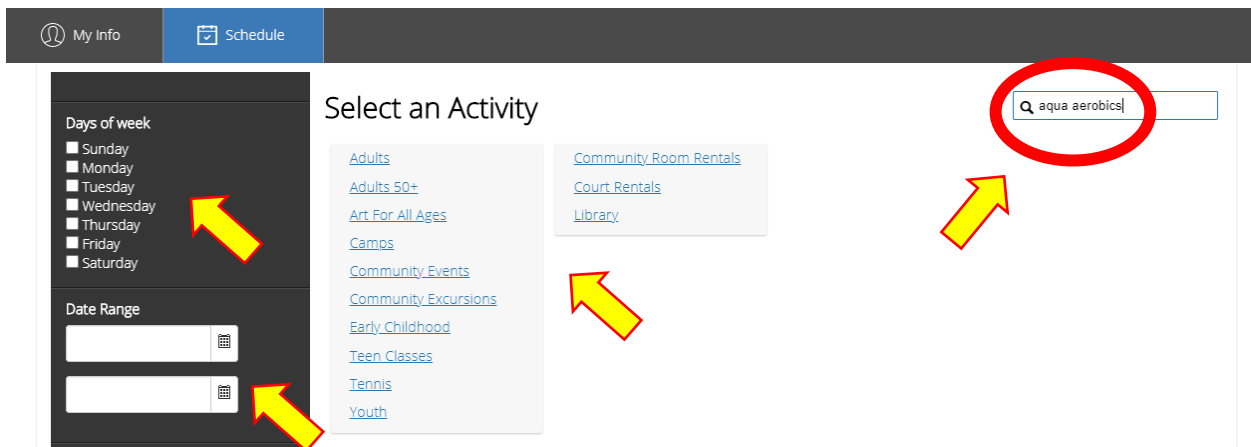 My Info
Schedule
Days of week
Sunday
Monday
Tuesday
Wednesday
Thursday
Friday
Saturday
Date Range
Select an Activity
Adults
Adults 50+
Art For All Ages
Camps
Community Events
Community Excursions
Early Childhood
Teen Classes
Tennis
Youth
Community Room Rentals
Court Rentals
Library
aqua aerobics